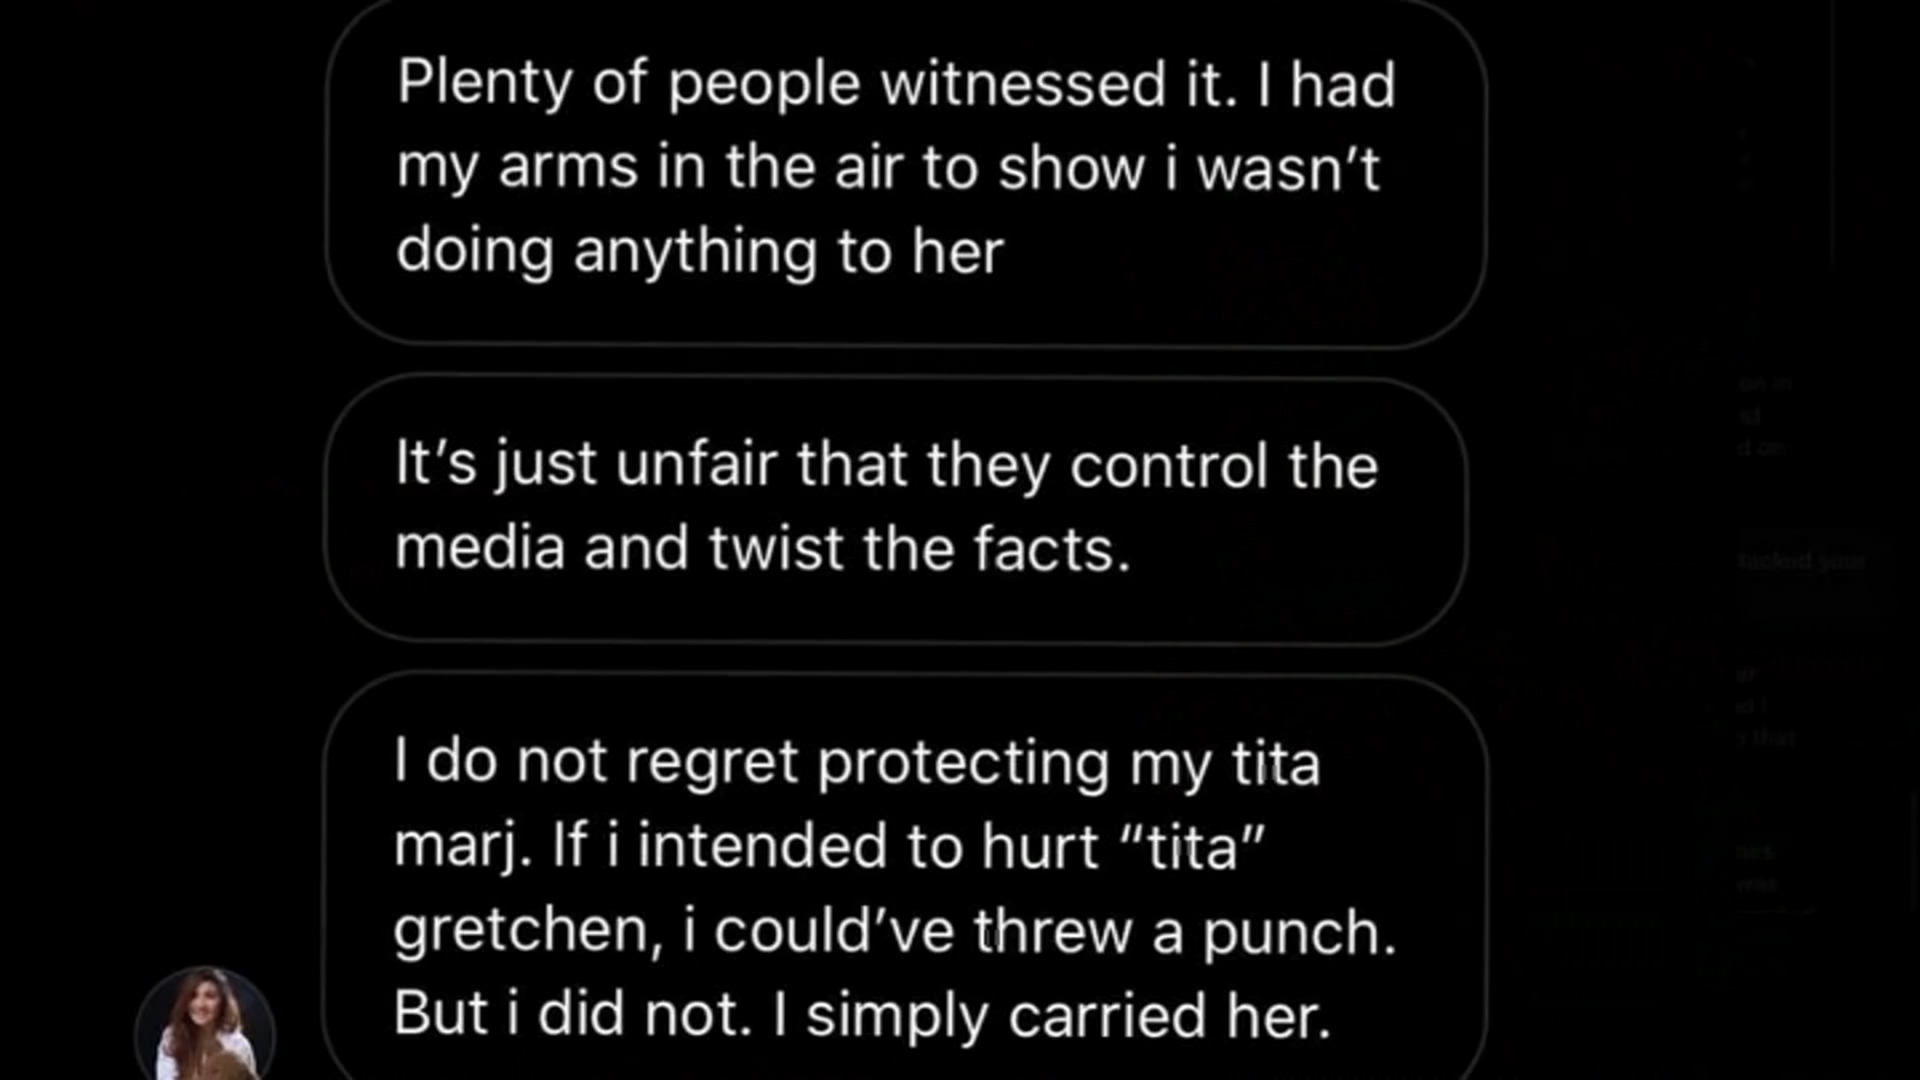 Plenty of people witnessed it. I had
my arms in the air to show i wasn't
doing anything to her
It's just unfair that they control the
media and twist the facts.
I do not regret protecting my tita
marj. If i intended to hurt “tita”
gretchen, i could've threw a punch.
But i did not. I simply carried her.